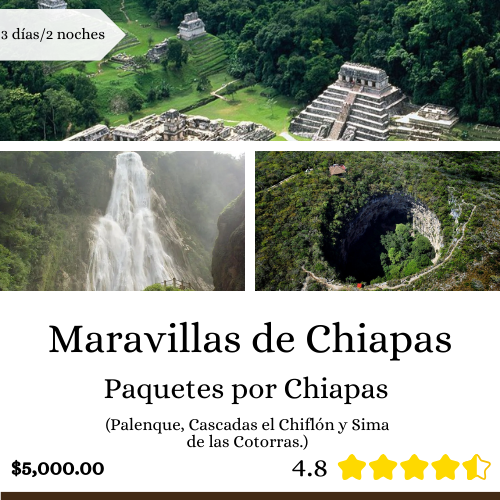 3 días/2 noches
Maravillas de Chiapas
Paquetes por Chiapas
(Palenque, Cascadas el Chiflón y Sima
de las Cotorras.)
$5,000.00
4.8